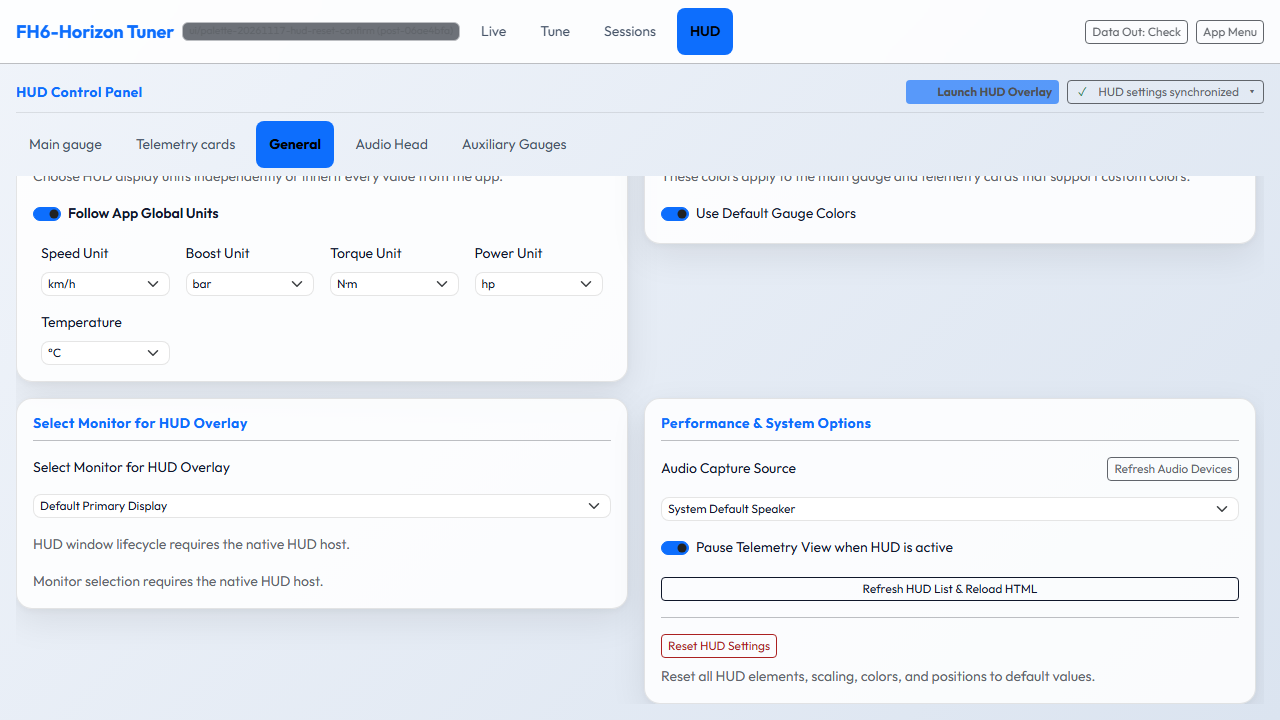 FH6-Horizon Tuner
Live
Tune
Sessions
HUD
Data Out: Check
App Menu
HUD Control Panel
Launch HUD Overlay
✓ HUD settings synchronized
Main gauge
Telemetry cards
General
Audio Head
Auxiliary Gauges
Choose HUD display units independently or inherit every value from the app.
Follow App Global Units
Speed Unit
Boost Unit
Torque Unit
Power Unit
km/h
bar
N·m
hp
Temperature
°C
These colors apply to the main gauge and telemetry cards that support custom colors.
Use Default Gauge Colors
Select Monitor for HUD Overlay
Select Monitor for HUD Overlay
Default Primary Display
HUD window lifecycle requires the native HUD host.
Monitor selection requires the native HUD host.
Performance & System Options
Audio Capture Source
Refresh Audio Devices
System Default Speaker
Pause Telemetry View when HUD is active
Refresh HUD List & Reload HTML
Reset HUD Settings
Reset all HUD elements, scaling, colors, and positions to default values.